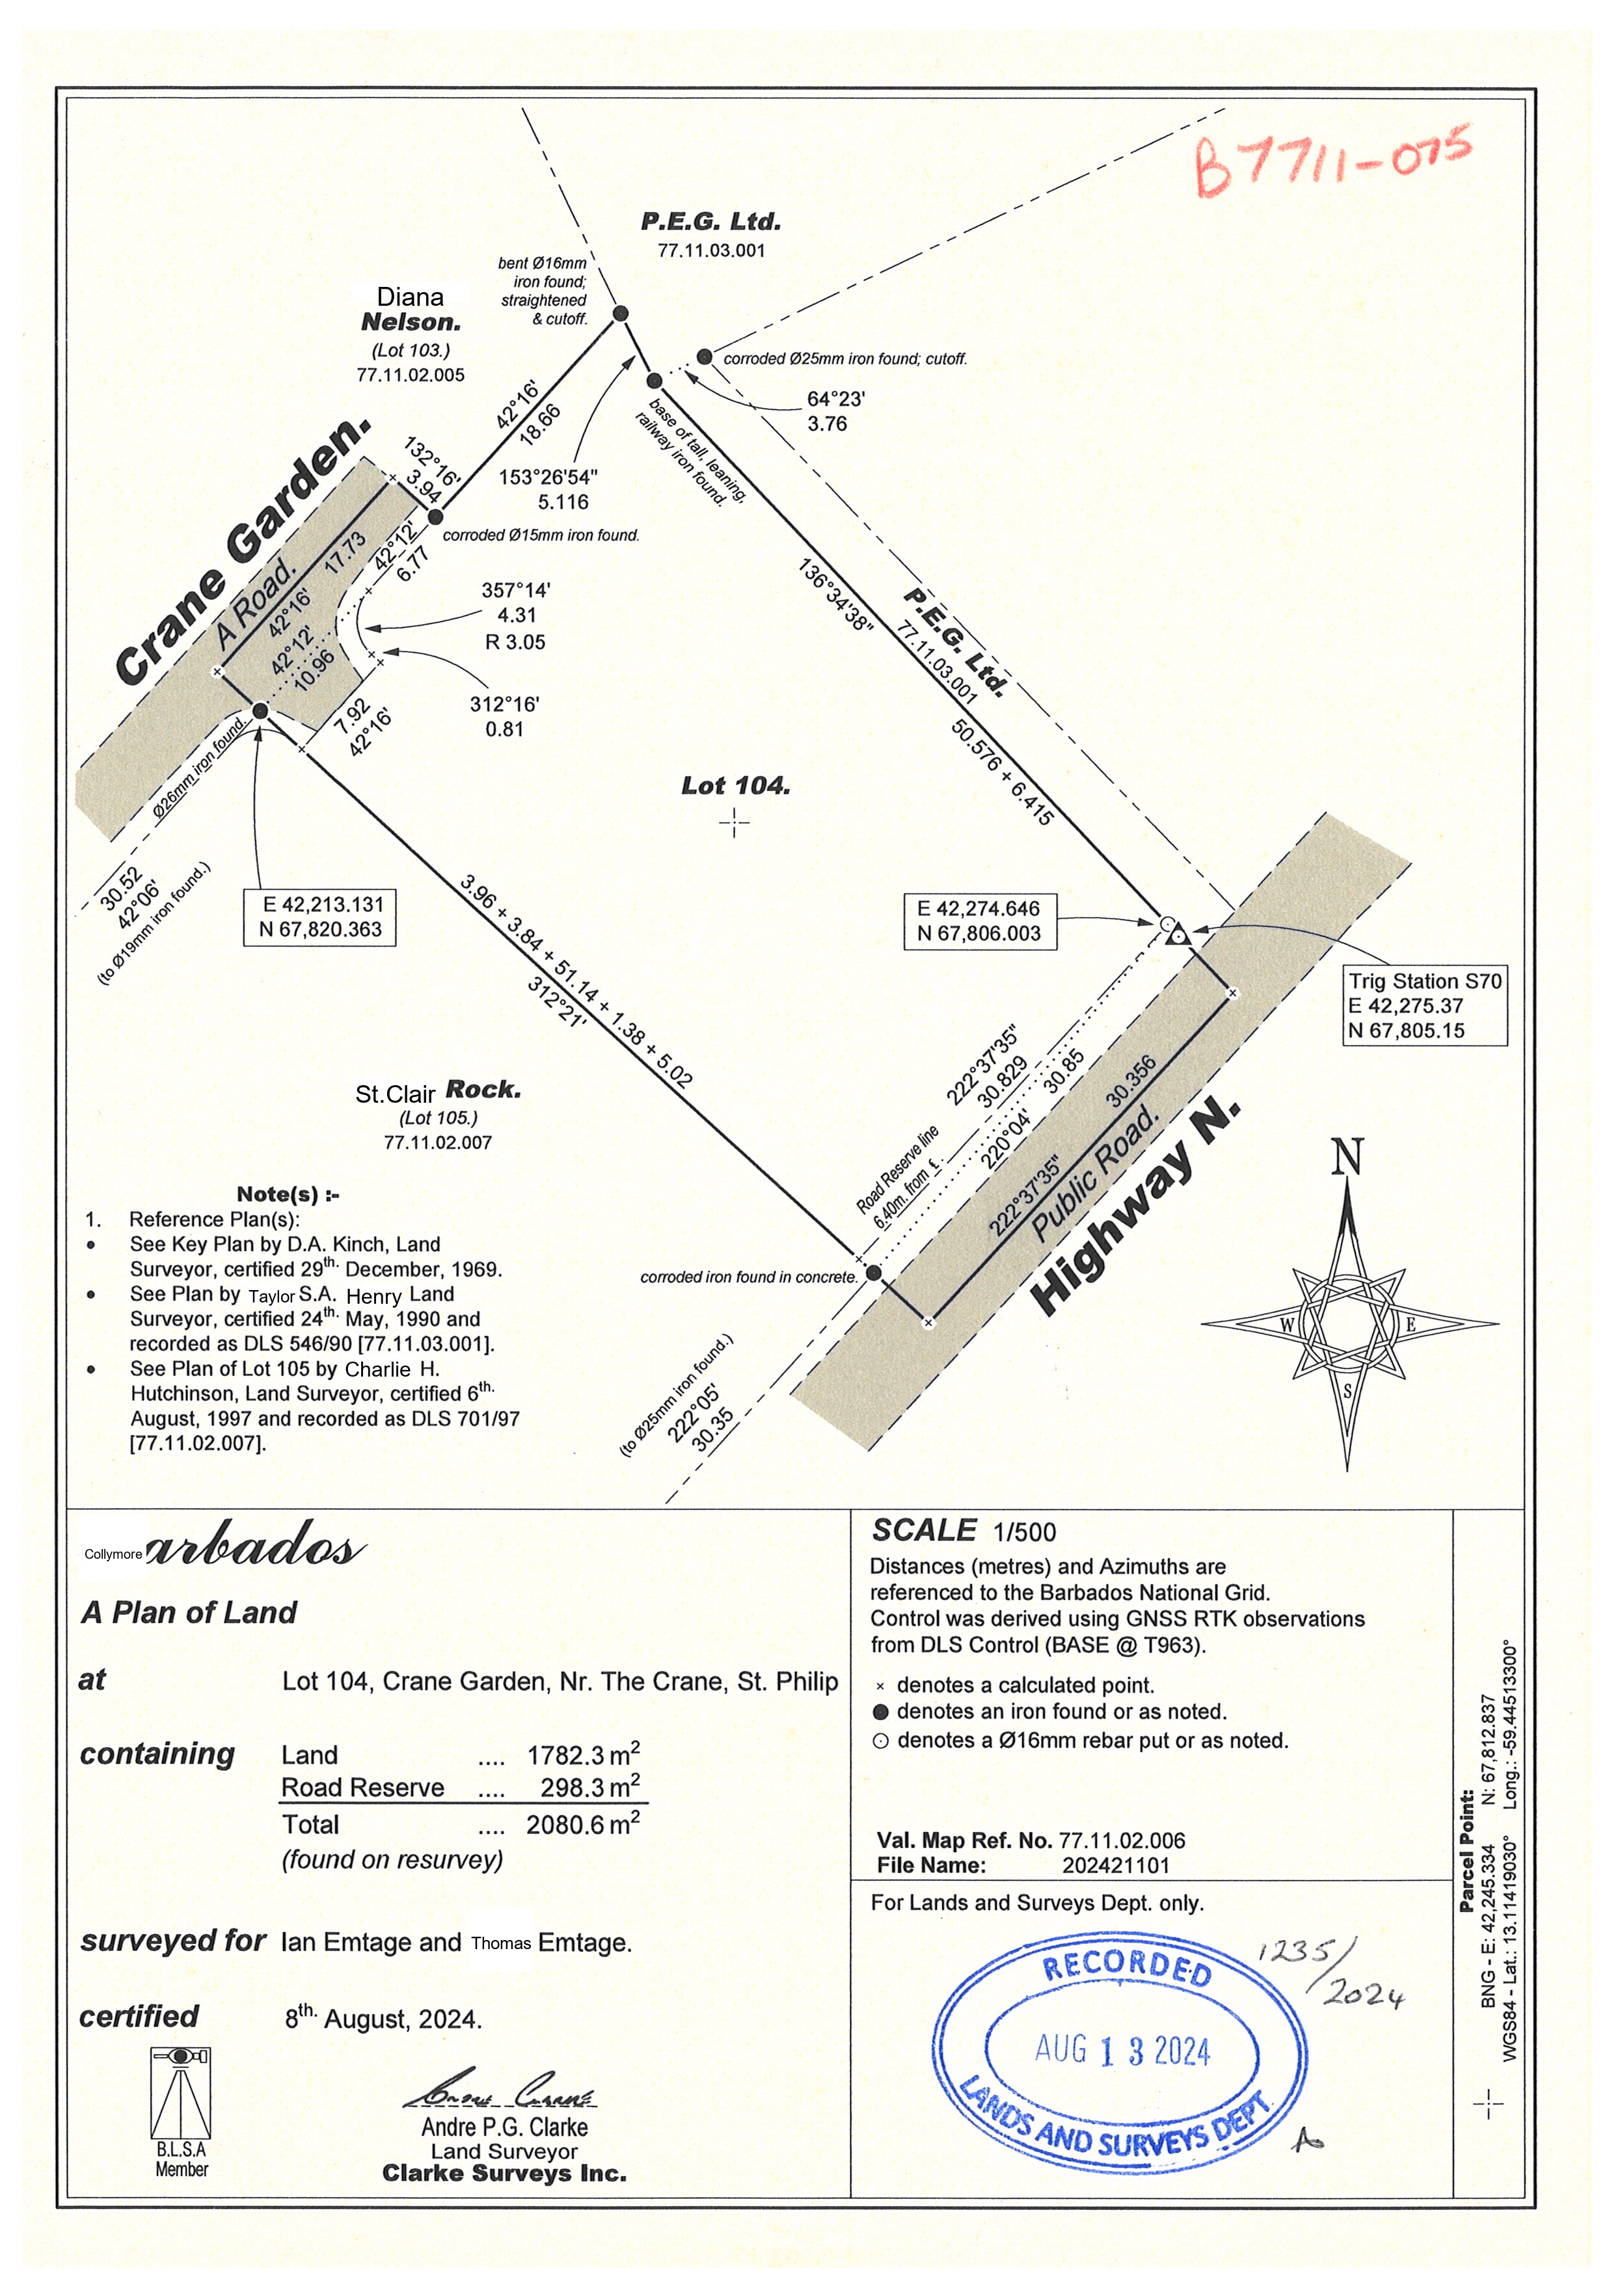 B7711-075
P.E.G. Ltd.
77.11.03.001
bent Ø16mm
iron found;
straightened
& cutoff.
Diana
Nelson.
(Lot 103.)
77.11.02.005
corroded Ø25mm iron found; cutoff.
64°23'
3.76
42°16'
18.66
base of tall, leaning,
railway iron found.
153°26'54"
5.116
132°16'
3.94
corroded Ø15mm iron found.
Crane Garden.
A Road.
17.73
42°16'
42°12'
10.96
42°12'
6.77
357°14'
4.31
R 3.05
312°16'
0.81
7.92
42°16'
136°34'38"
50.576 + 6.415
P.E.G. Ltd.
77.11.03.001
Ø26mm iron found.
30.52
42°06'
(to Ø19mm iron found.)
Lot 104.
E 42,213.131
N 67,820.363
E 42,274.646
N 67,806.003
Trig Station S70
E 42,275.37
N 67,805.15
3.96 + 3.84 + 51.14 + 1.38 + 5.02
312°21'
222°37'35"
30.829
220°04'
30.85
Road Reserve line
6.40m. from ℄.
30.356
222°37'35"
Public Road.
Highway N.
St.Clair Rock.
(Lot 105.)
77.11.02.007
corroded iron found in concrete.
(to Ø25mm iron found.)
222°05'
30.35
N
W
E
S
Note(s) :-
1. Reference Plan(s):
• See Key Plan by D.A. Kinch, Land
Surveyor, certified 29th. December, 1969.
• See Plan by Taylor S.A. Henry Land
Surveyor, certified 24th. May, 1990 and
recorded as DLS 546/90 [77.11.03.001].
• See Plan of Lot 105 by Charlie H.
Hutchinson, Land Surveyor, certified 6th.
August, 1997 and recorded as DLS 701/97
[77.11.02.007].
Collymore arbados
A Plan of Land
at Lot 104, Crane Garden, Nr. The Crane, St. Philip
containing Land .... 1782.3 m2
Road Reserve .... 298.3 m2
Total .... 2080.6 m2
(found on resurvey)
surveyed for Ian Emtage and Thomas Emtage.
certified 8th. August, 2024.
B.L.S.A
Member
Andre P.G. Clarke
Land Surveyor
Clarke Surveys Inc.
SCALE 1/500
Distances (metres) and Azimuths are
referenced to the Barbados National Grid.
Control was derived using GNSS RTK observations
from DLS Control (BASE @ T963).
× denotes a calculated point.
● denotes an iron found or as noted.
⊙ denotes a Ø16mm rebar put or as noted.
Val. Map Ref. No. 77.11.02.006
File Name: 202421101
For Lands and Surveys Dept. only.
RECORDED
AUG 13 2024
LANDS AND SURVEYS DEPT.
1235/
2024
Parcel Point:
BNG - E: 42,245.334 N: 67,812.837
WGS84 - Lat.: 13.11419030° Long.: -59.44513300°